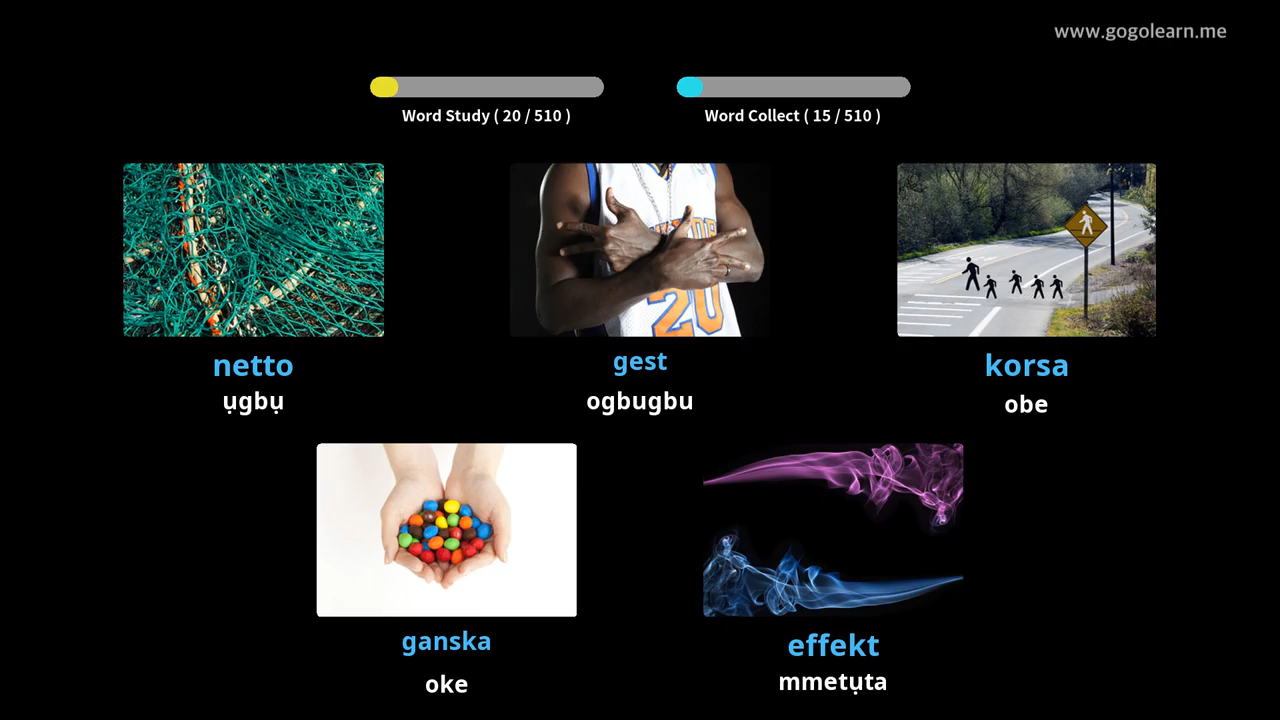 www.gogolearn.me
Word Study ( 20 / 510 )
Word Collect ( 15 / 510 )
20
netto
ụgbụ
gest
ogbugbu
korsa
obe
ganska
oke
effekt
mmetụta